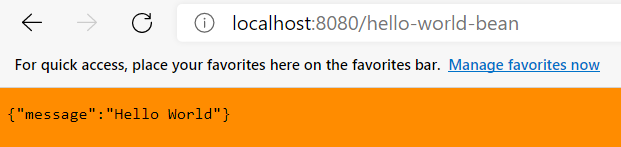 localhost:8080/hello-world-bean
For quick access, place your favorites here on the favorites bar. Manage favorites now
{"message":"Hello World"}